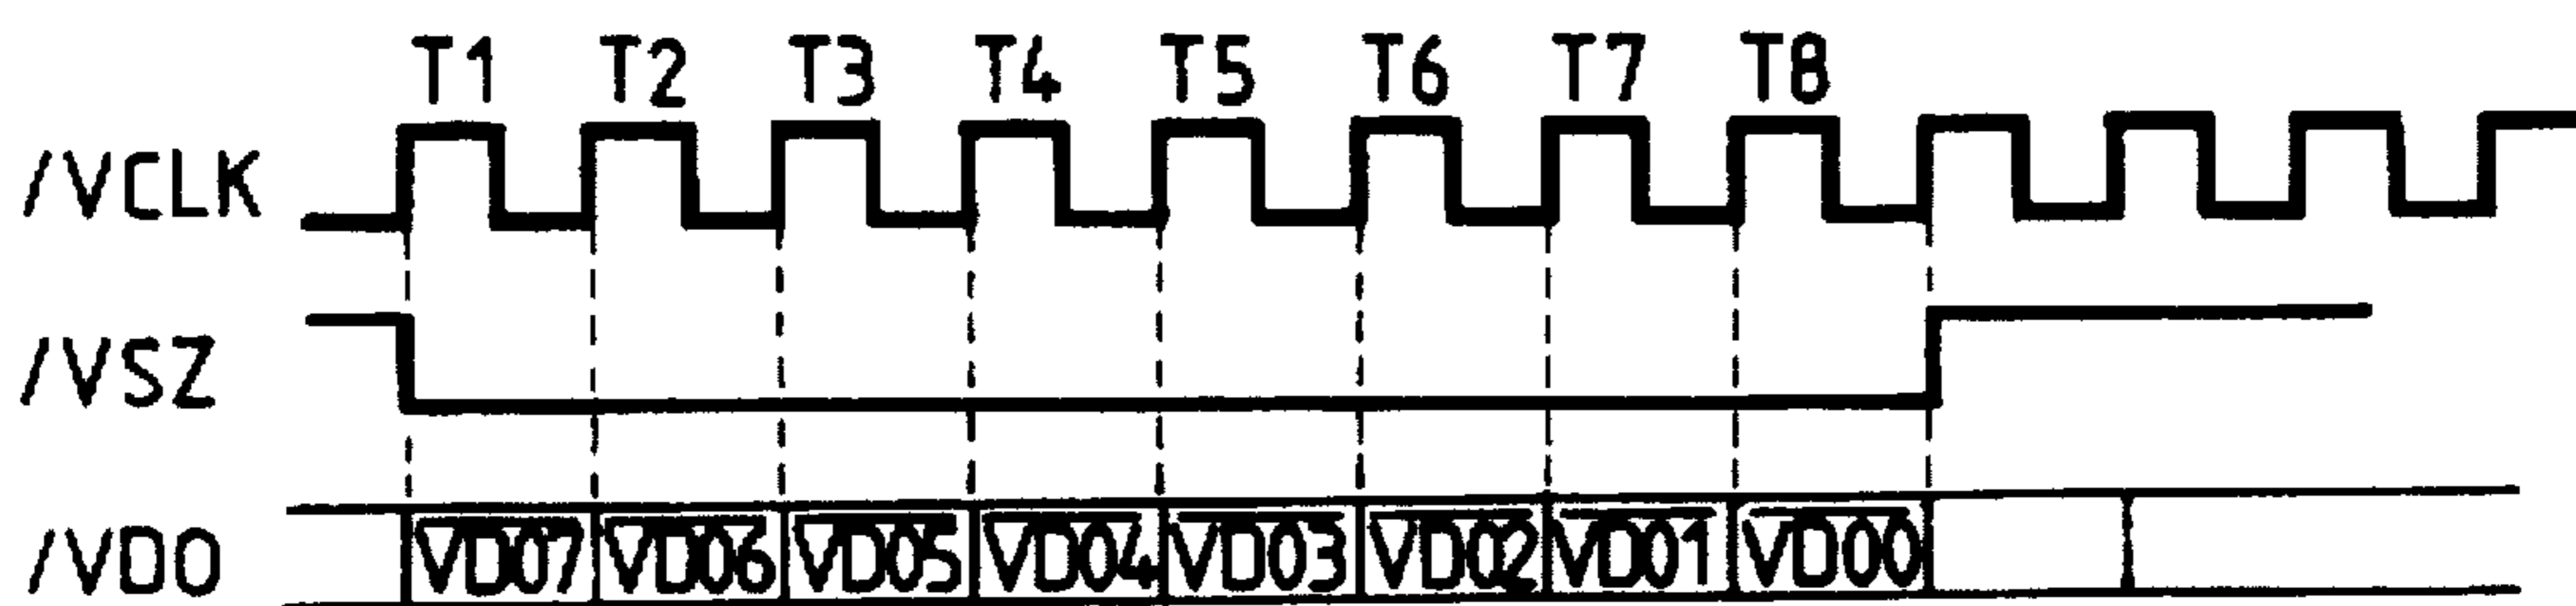 T1 T2 T3 T4 T5 T6 T7 T8
/VCLK
/VSZ
/VDO VD07 VD06 VD05 VD04 VD03 VD02 VD01 VD00